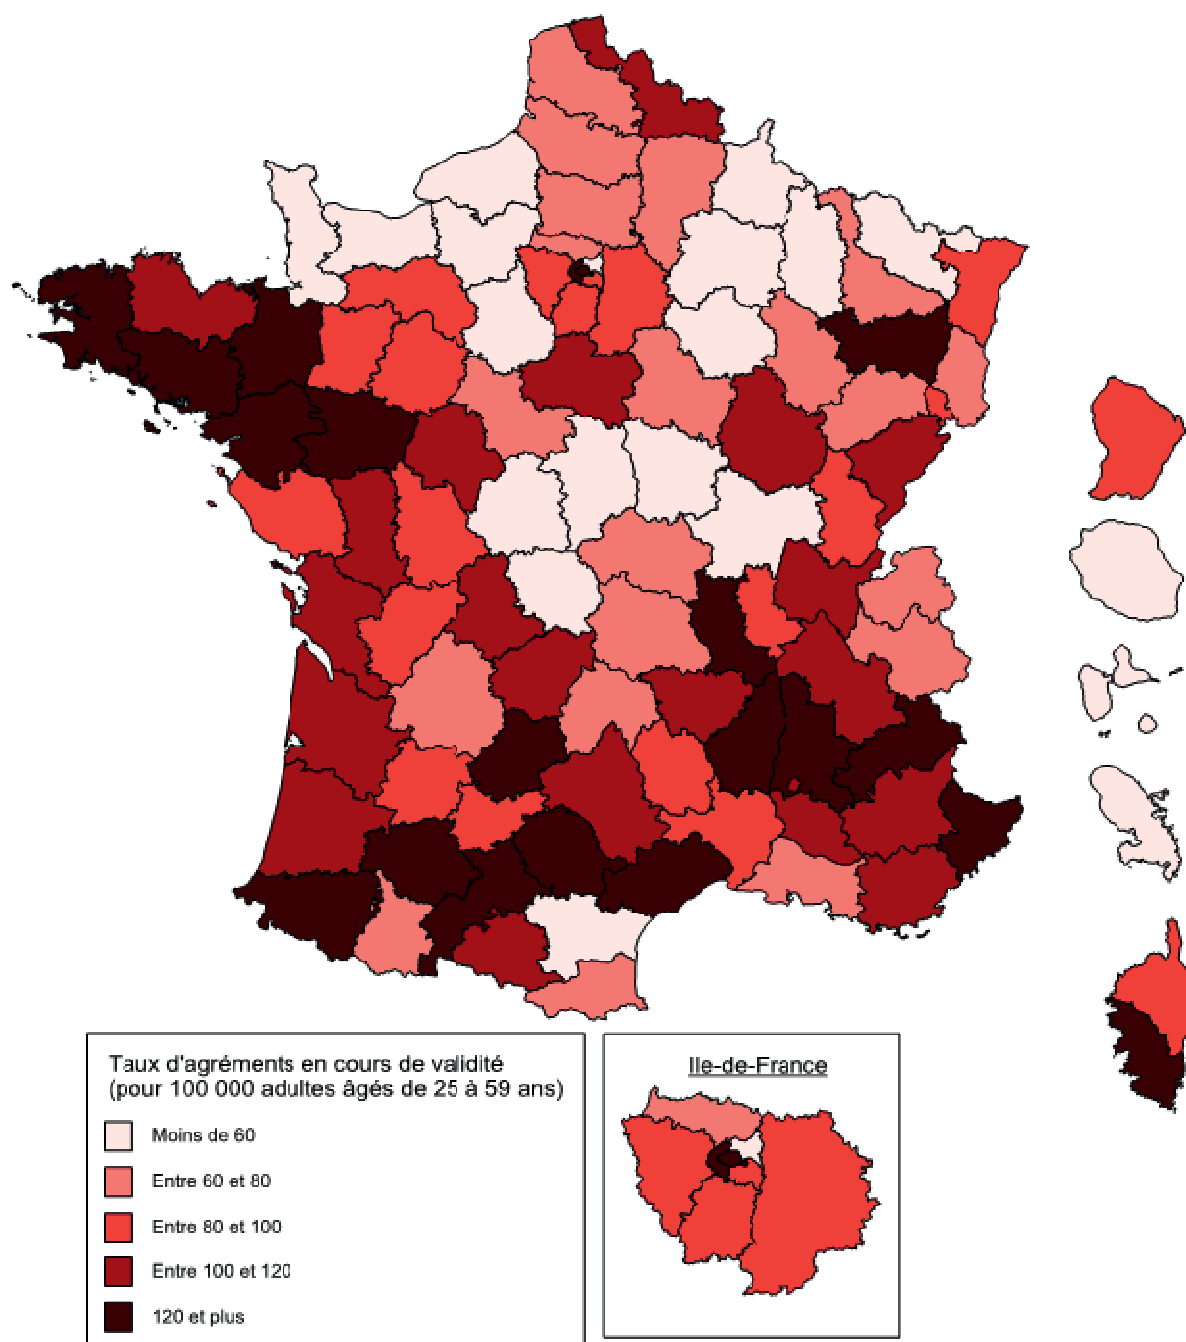 Taux d'agréments en cours de validité
(pour 100 000 adultes âgés de 25 à 59 ans)
Moins de 60
Entre 60 et 80
Entre 80 et 100
Entre 100 et 120
120 et plus
Ile-de-France